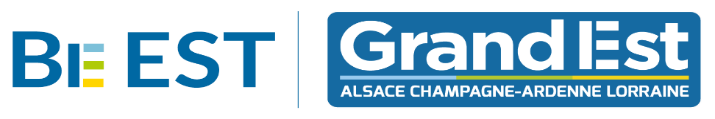 BE EST
Grand Est
ALSACE CHAMPAGNE-ARDENNE LORRAINE